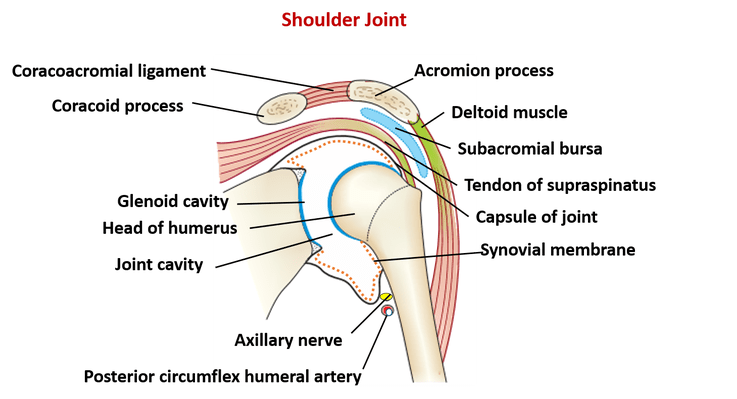 Shoulder Joint
Coracoacromial ligament
Acromion process
Coracoid process
Deltoid muscle
Subacromial bursa
Tendon of supraspinatus
Glenoid cavity
Capsule of joint
Head of humerus
Synovial membrane
Joint cavity
Axillary nerve
Posterior circumflex humeral artery